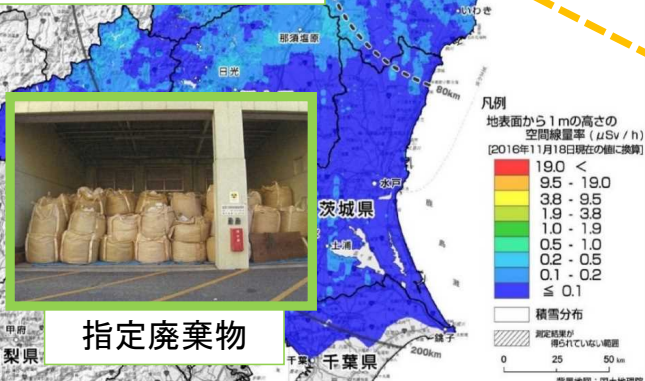 いわき
那須塩原
日光
80km
水戸
茨城県
土浦
指定廃棄物
甲府
梨県
千葉
千葉県
銚子
200km
凡例
地表面から1mの高さの
空間線量率(μSv / h)
[2016年11月18日現在の値に換算]
19.0 <
9.5 - 19.0
3.8 - 9.5
1.9 - 3.8
1.0 - 1.9
0.5 - 1.0
0.2 - 0.5
0.1 - 0.2
≦ 0.1
積雪分布
測定結果が
得られていない範囲
0 25 50 km